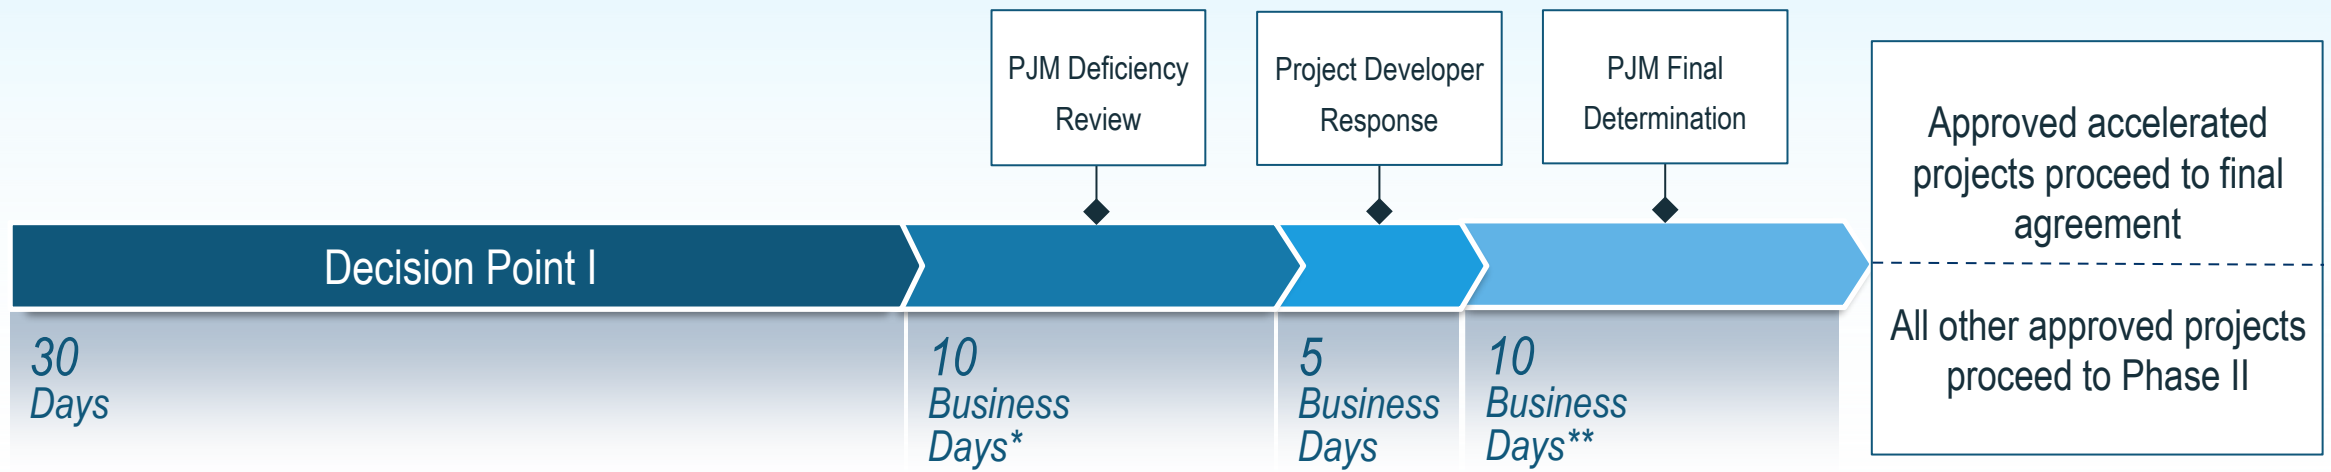 PJM Deficiency
Review
Project Developer
Response
PJM Final
Determination
Approved accelerated
projects proceed to final
agreement
All other approved projects
proceed to Phase II
Decision Point I
30
Days
10
Business
Days*
5
Business
Days
10
Business
Days**